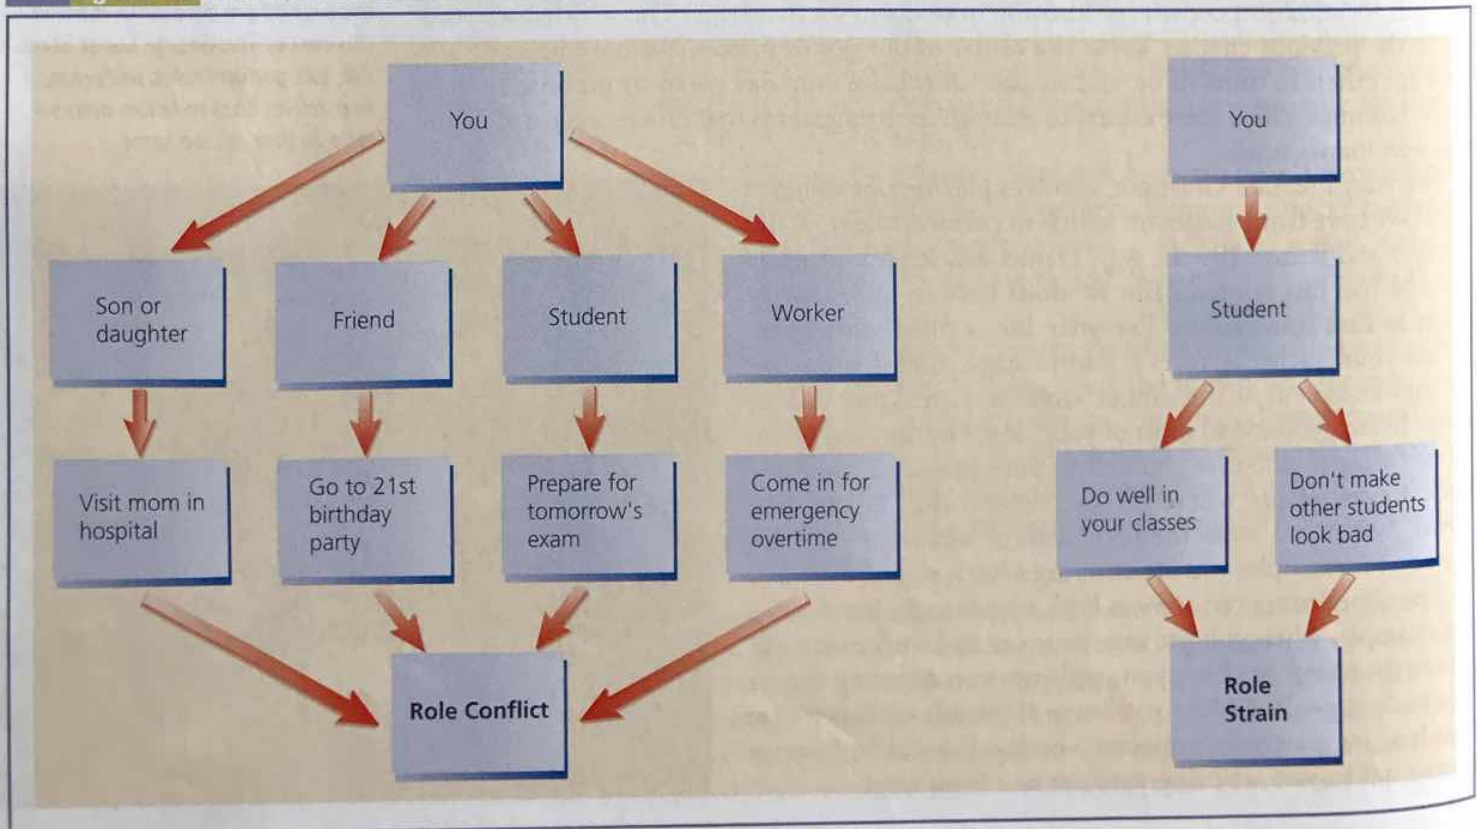 You
You
Son or
daughter
Friend
Student
Worker
Student
Visit mom in
hospital
Go to 21st
birthday
party
Prepare for
tomorrow's
exam
Come in for
emergency
overtime
Do well in
your classes
Don't make
other students
look bad
Role Conflict
Role
Strain